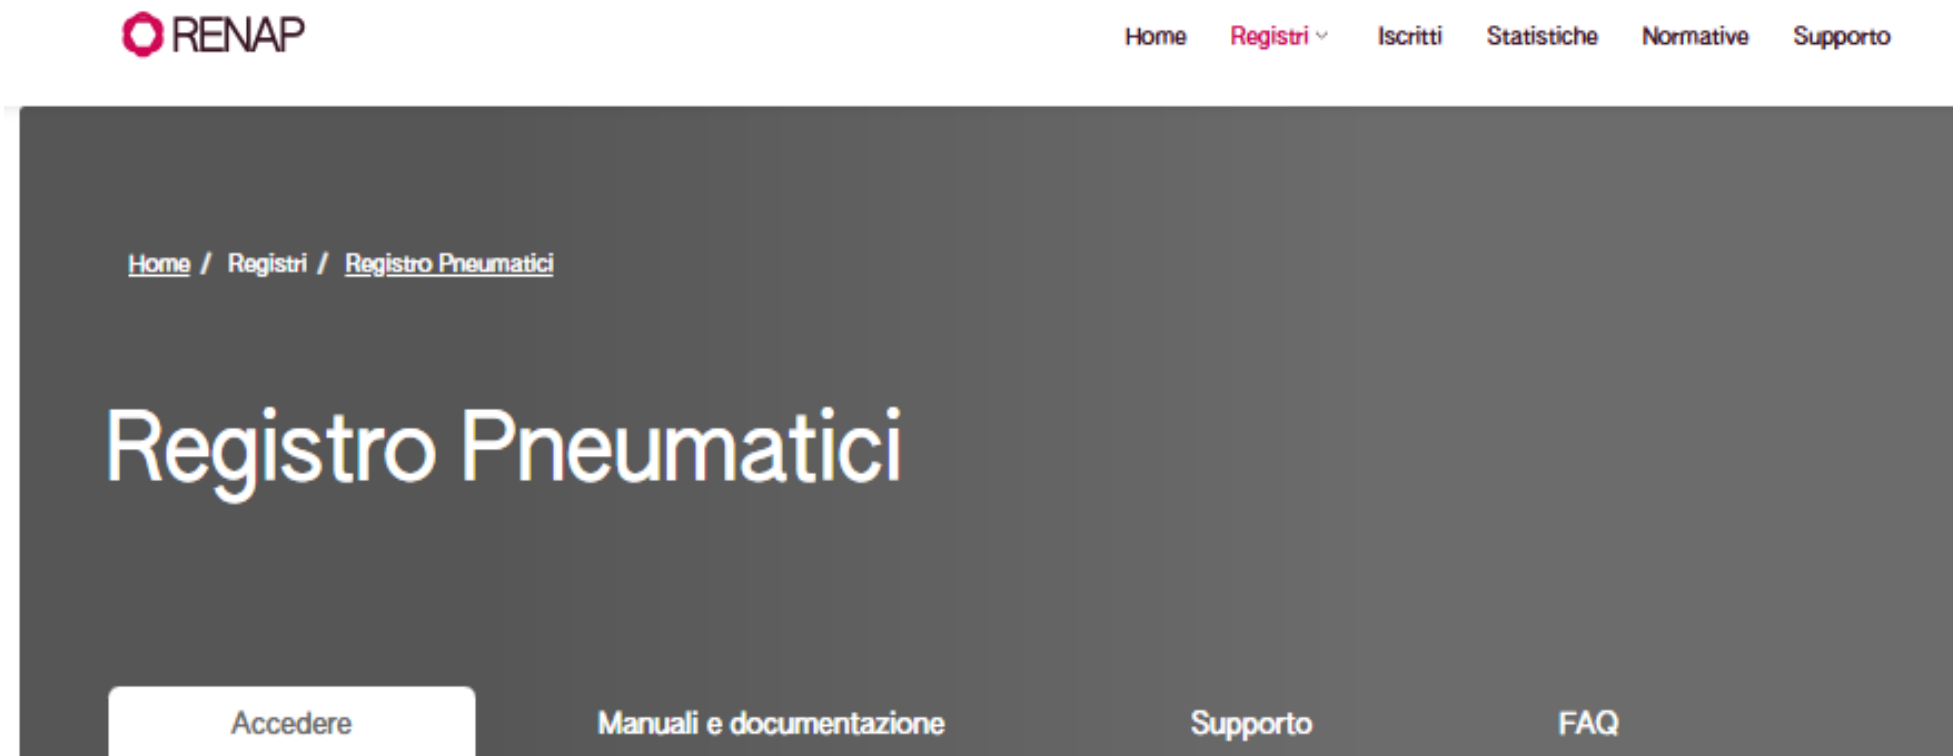 RENAP
Home Registri Iscritti Statistiche Normative Supporto
Home / Registri / Registro Pneumatici
Registro Pneumatici
Accedere Manuali e documentazione Supporto FAQ